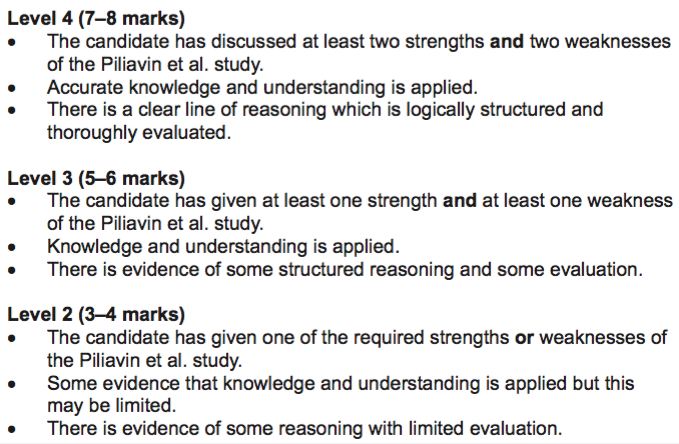 Level 4 (7–8 marks)
• The candidate has discussed at least two strengths and two weaknesses
of the Piliavin et al. study.
• Accurate knowledge and understanding is applied.
• There is a clear line of reasoning which is logically structured and
thoroughly evaluated.
Level 3 (5–6 marks)
• The candidate has given at least one strength and at least one weakness
of the Piliavin et al. study.
• Knowledge and understanding is applied.
• There is evidence of some structured reasoning and some evaluation.
Level 2 (3–4 marks)
• The candidate has given one of the required strengths or weaknesses of
the Piliavin et al. study.
• Some evidence that knowledge and understanding is applied but this
may be limited.
• There is evidence of some reasoning with limited evaluation.